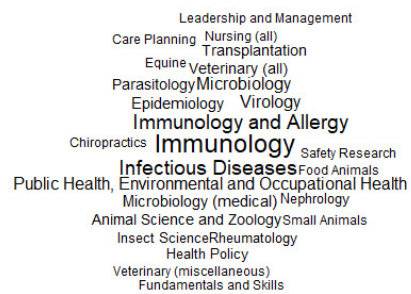 Leadership and Management
Care Planning Nursing (all)
Transplantation
Equine Veterinary (all)
Parasitology Microbiology
Epidemiology Virology
Immunology and Allergy
Chiropractics Immunology Safety Research
Infectious Diseases Food Animals
Public Health, Environmental and Occupational Health
Microbiology (medical) Nephrology
Animal Science and Zoology Small Animals
Insect Science Rheumatology
Health Policy
Veterinary (miscellaneous)
Fundamentals and Skills